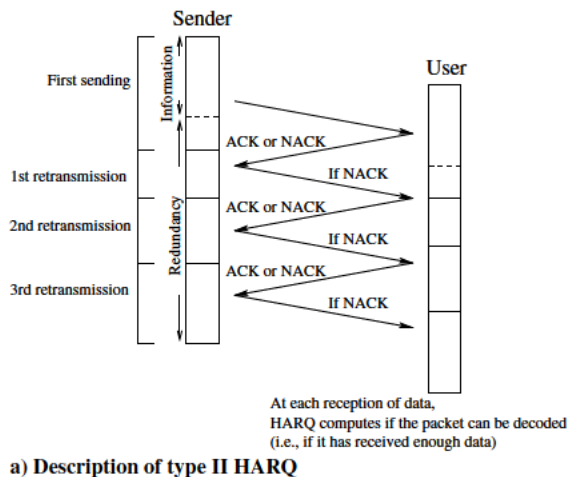 Sender
User
First sending
Information
ACK or NACK
1st retransmission
If NACK
Redundancy
ACK or NACK
2nd retransmission
If NACK
ACK or NACK
3rd retransmission
If NACK
At each reception of data,
HARQ computes if the packet can be decoded
(i.e., if it has received enough data)
a) Description of type II HARQ